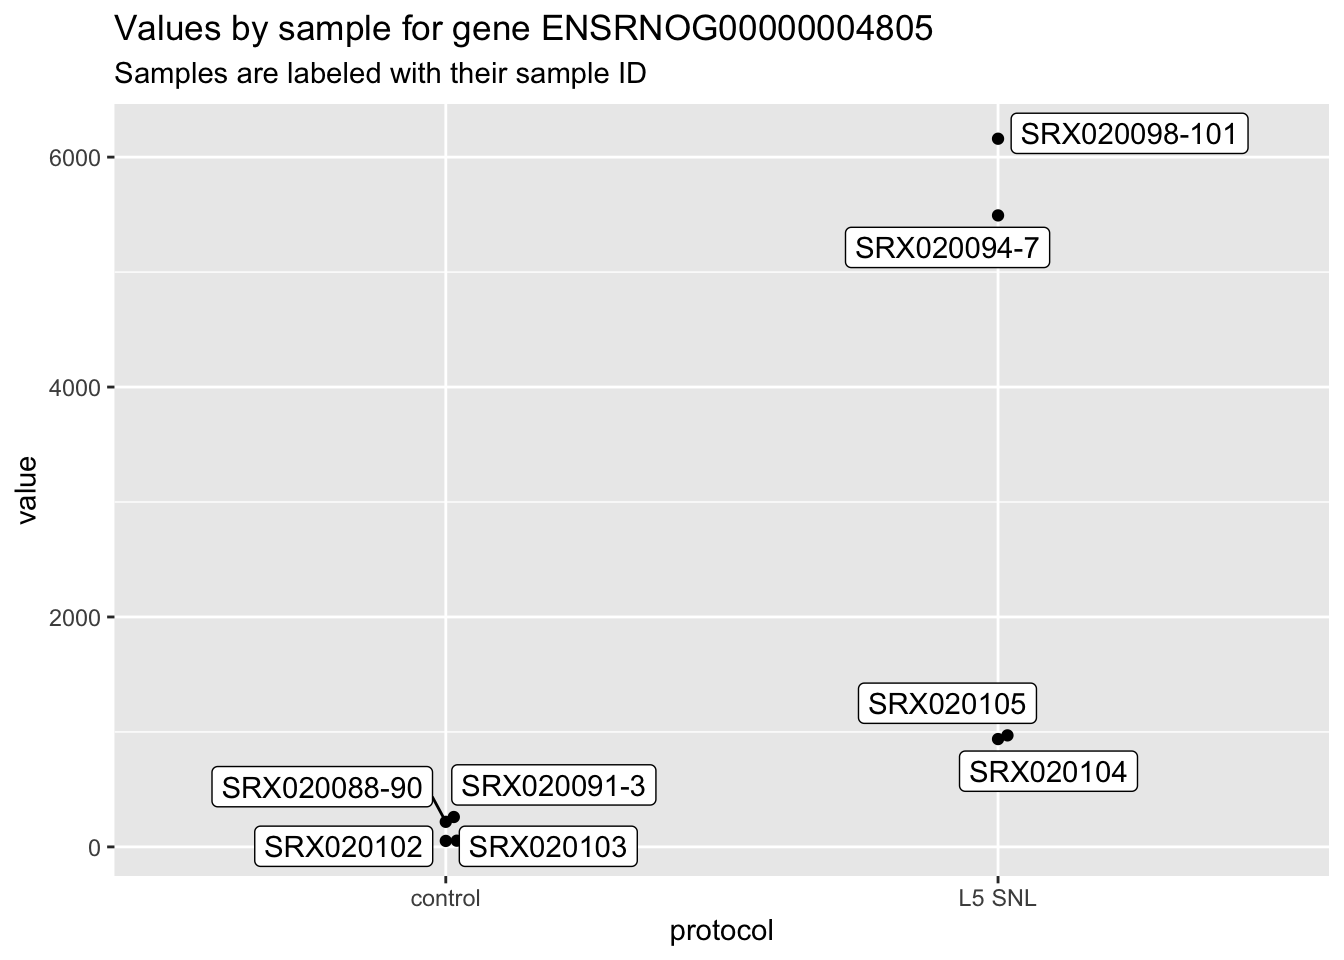 Values by sample for gene ENSRNOG00000004805
Samples are labeled with their sample ID
SRX020098-101
6000
SRX020094-7
4000
value
2000
SRX020105
SRX020104
SRX020088-90
SRX020091-3
0
SRX020102
SRX020103
control
L5 SNL
protocol